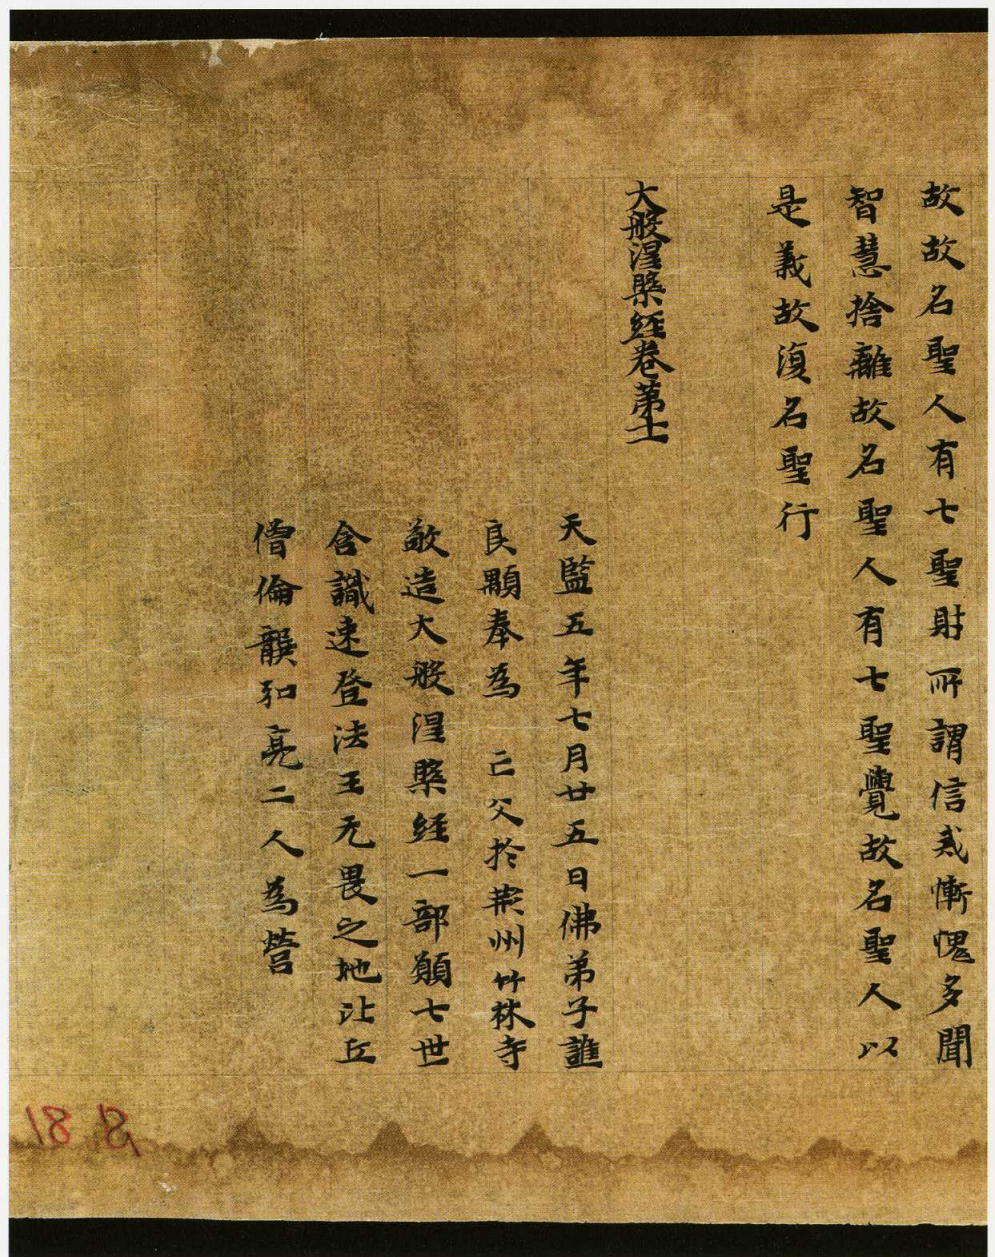 故故名聖人有七聖財所謂信戒慚愧多聞
智慧捨離故名聖人有七聖覺故名聖人以
是義故復名聖行
大般涅槃經卷第十一
天監五年七月廿五日佛弟子譙
良顒奉為 亡父於荊州竹林寺
敬造大般涅槃經一部願七世
含識速登法王无畏之地比丘
僧倫龔弘亮二人為營